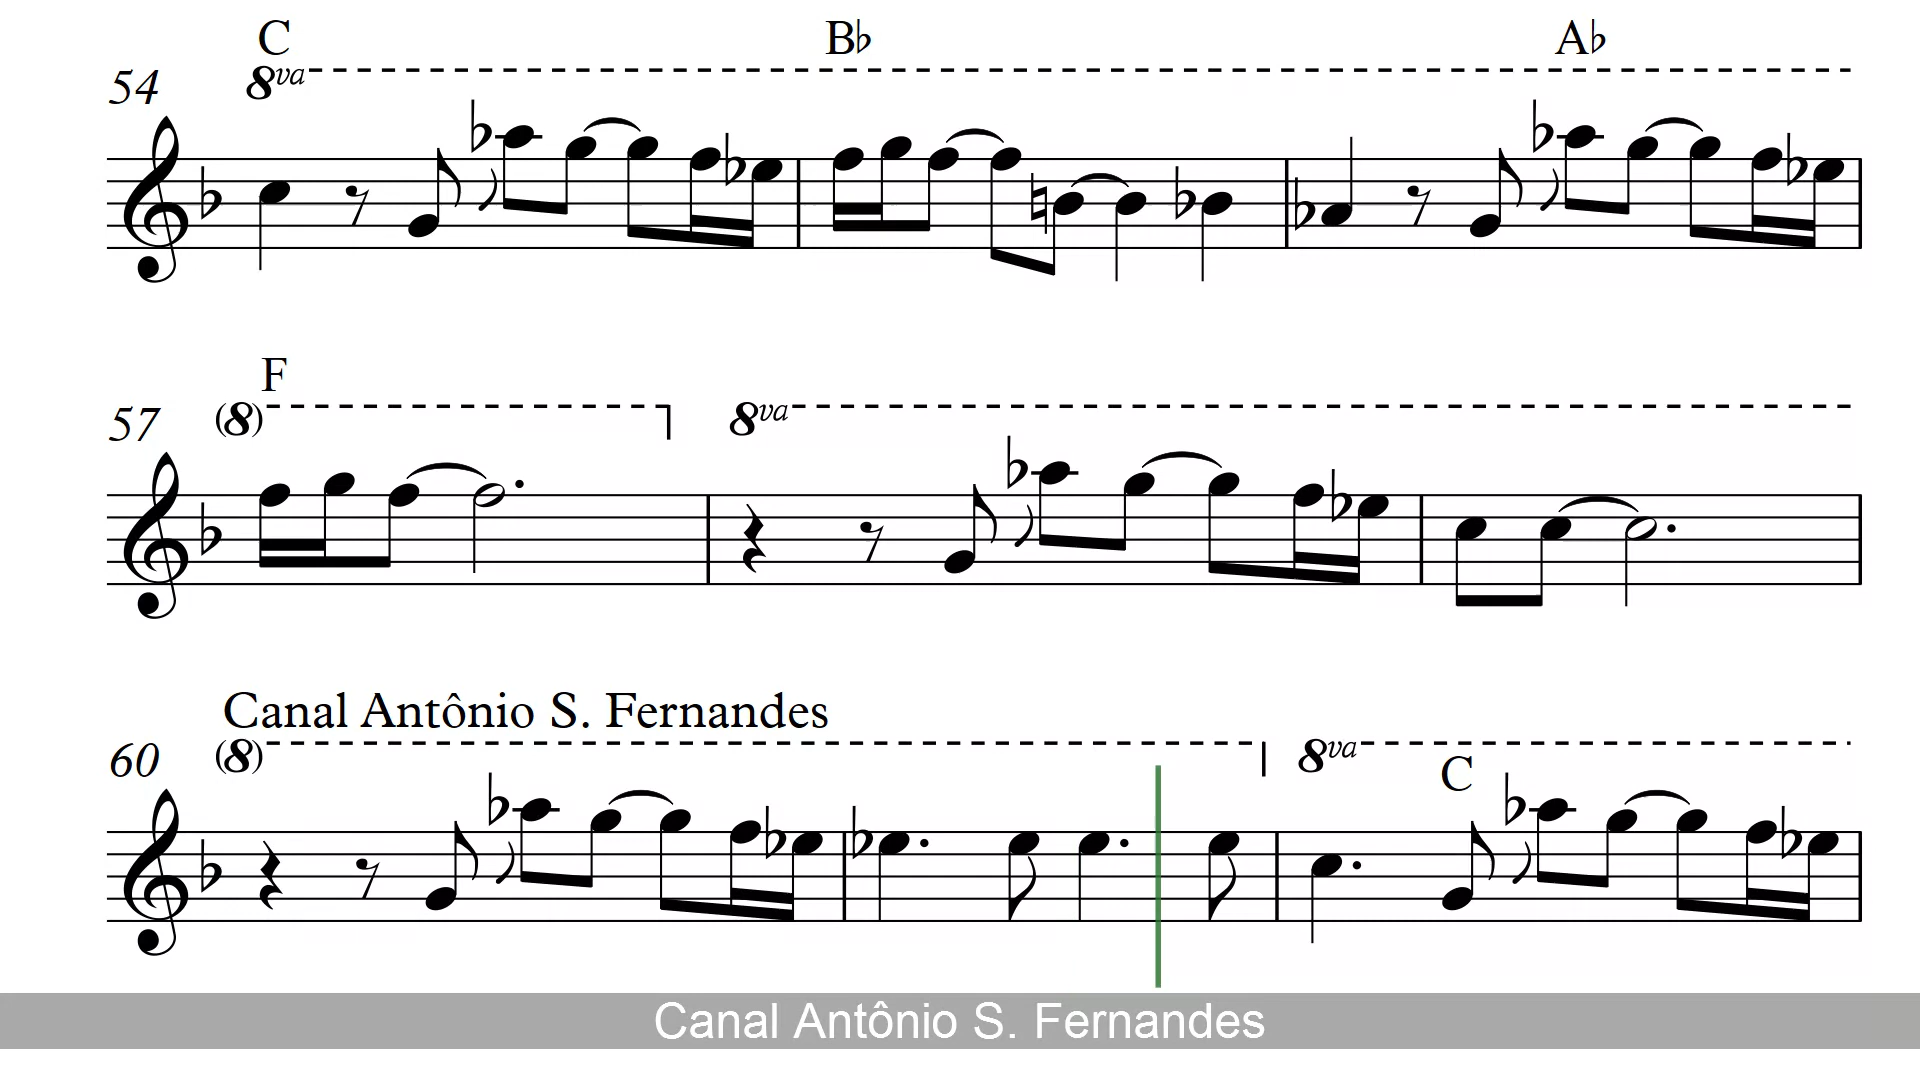 C B♭ A♭
54 8va
F
57 (8) 8va
Canal Antônio S. Fernandes
60 (8) 8va
C
Canal Antônio S. Fernandes